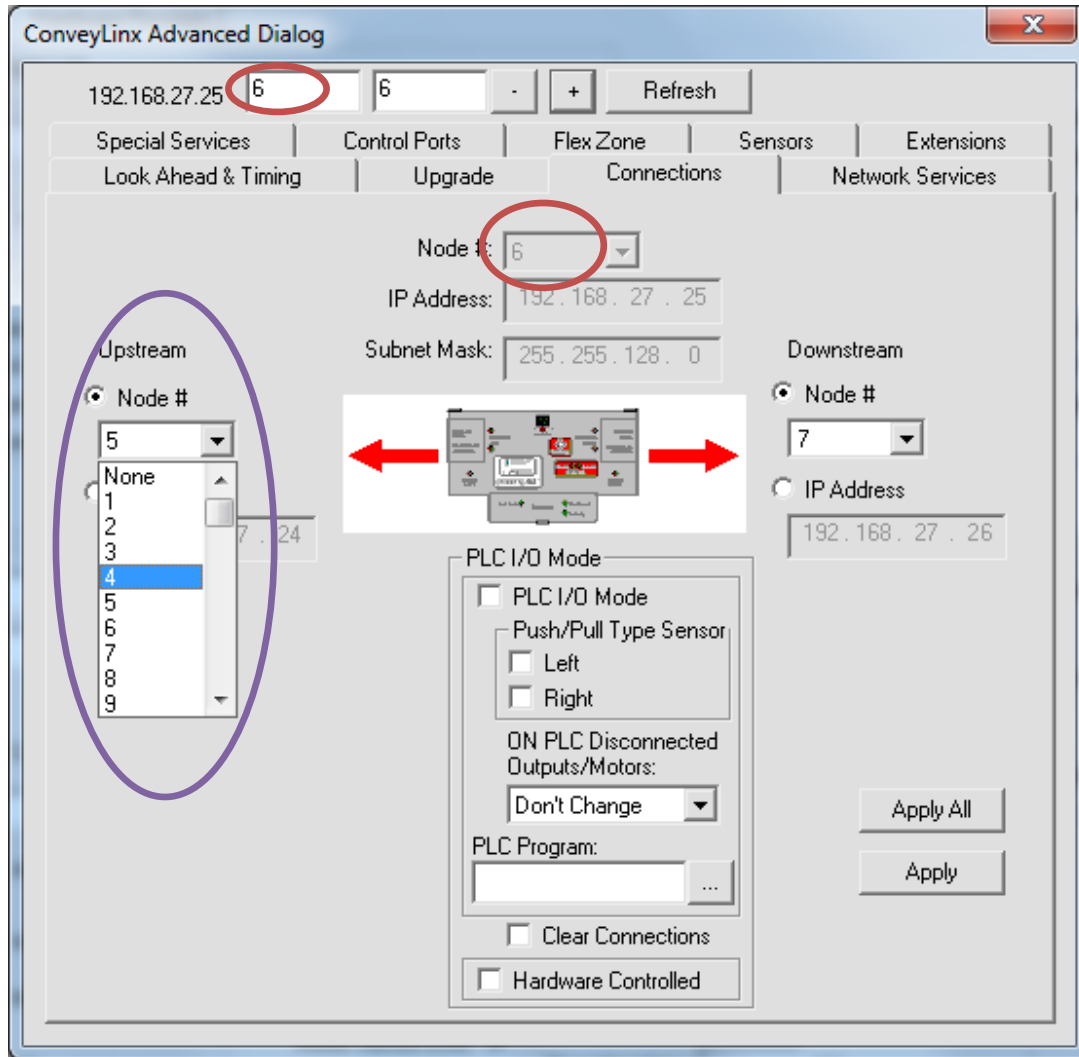 ConveyLinx Advanced Dialog
192.168.27.25 6 6 - + Refresh
Special Services Control Ports Flex Zone Sensors Extensions
Look Ahead & Timing Upgrade Connections Network Services
Node #: 6
IP Address: 192 . 168 . 27 . 25
Subnet Mask: 255 . 255 . 128 . 0
Upstream
Node #
5
None
1
2
3
4
5
6
7
8
9
7 . 24
Downstream
Node #
7
IP Address
192 . 168 . 27 . 26
PLC I/O Mode
PLC I/O Mode
Push/Pull Type Sensor
Left
Right
ON PLC Disconnected
Outputs/Motors:
Don't Change
PLC Program:
...
Clear Connections
Hardware Controlled
Apply All
Apply